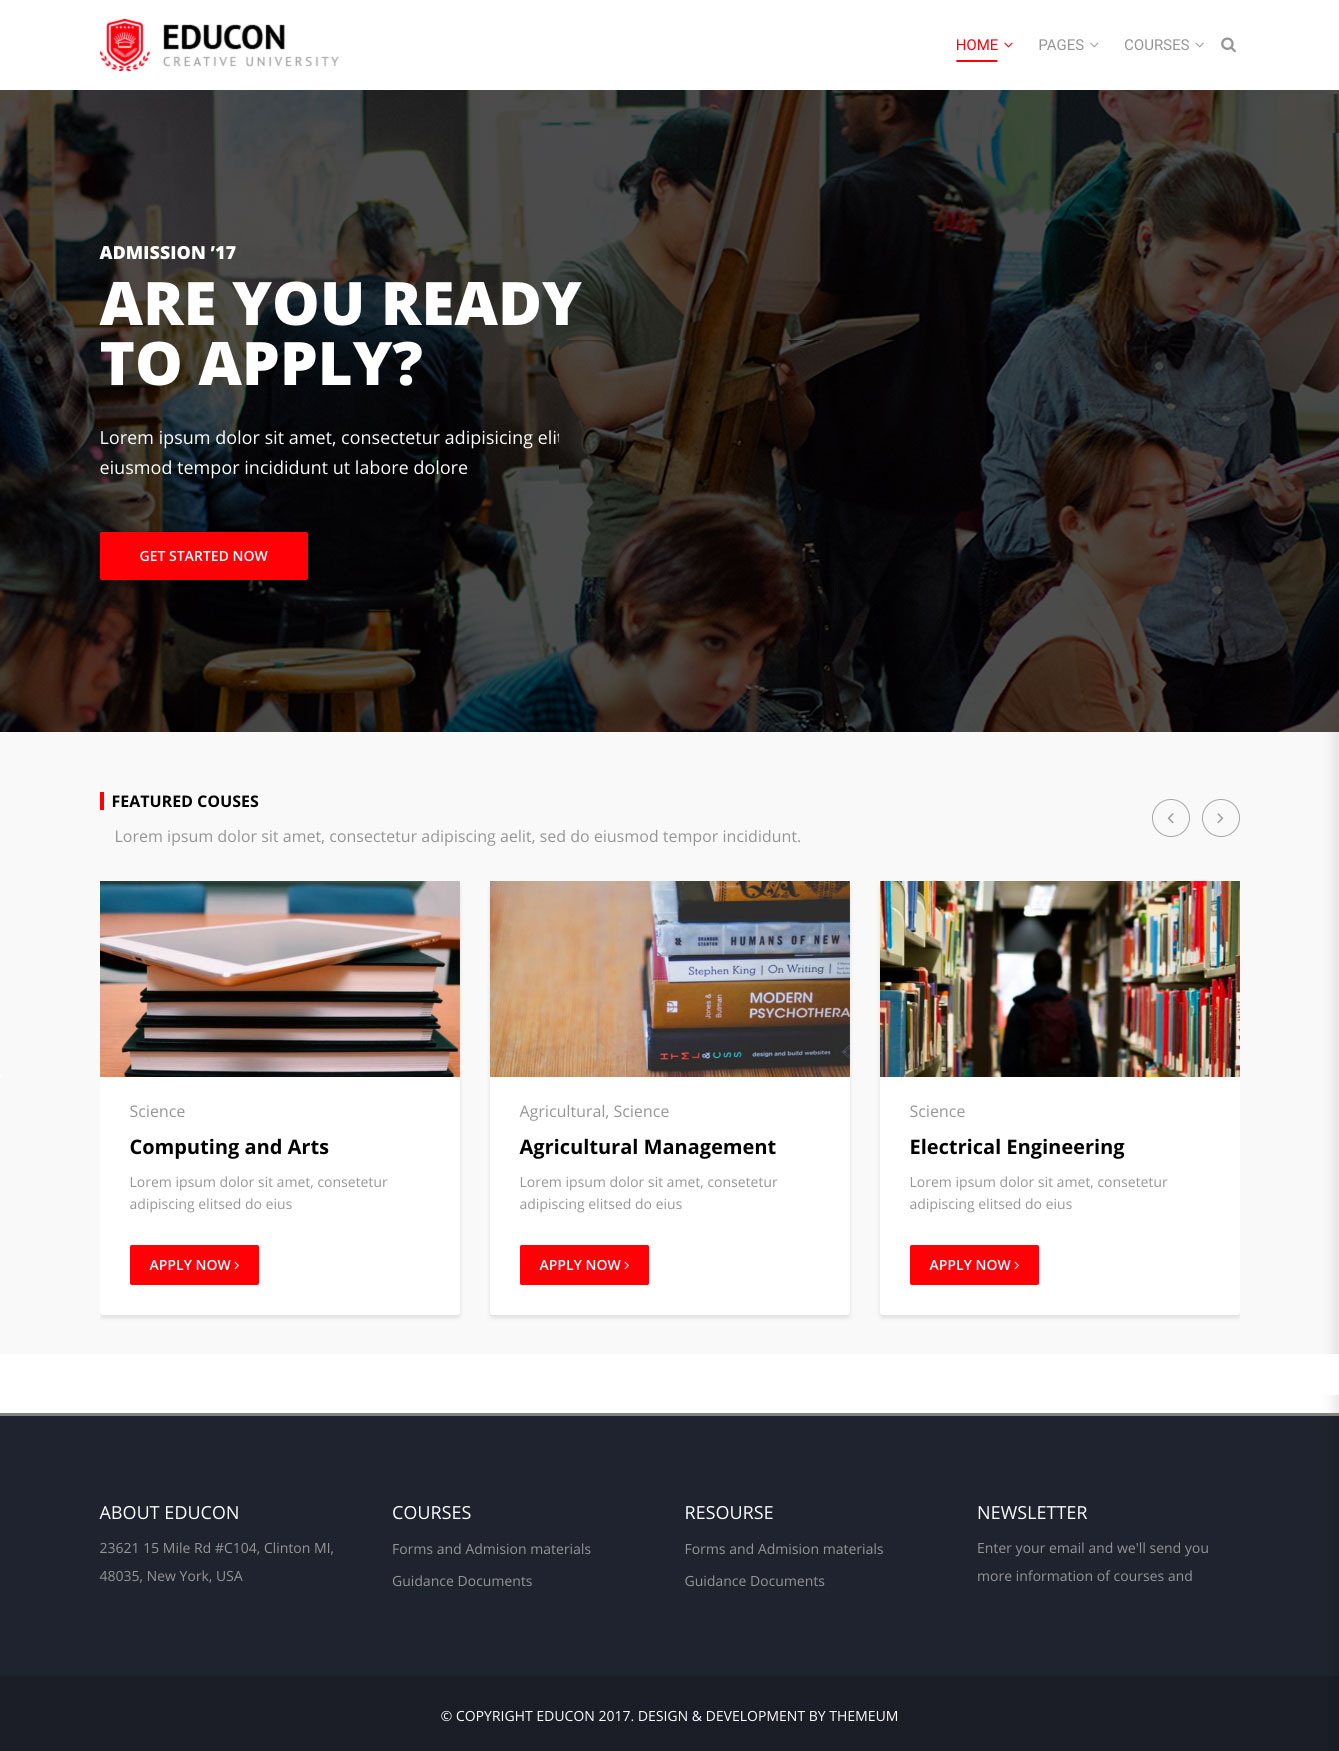 EDUCON
CREATIVE UNIVERSITY
HOME PAGES COURSES
ADMISSION '17
ARE YOU READY
TO APPLY?
Lorem ipsum dolor sit amet, consectetur adipisicing elit
eiusmod tempor incididunt ut labore dolore
GET STARTED NOW
FEATURED COUSES
Lorem ipsum dolor sit amet, consectetur adipiscing aelit, sed do eiusmod tempor incididunt.
HUMANS OF NEW Y
Stephen King | On Writing |
Jones & Butman
MODERN
PSYCHOTHERA
HTML & CSS design and build websites
Science
Computing and Arts
Lorem ipsum dolor sit amet, consetetur
adipiscing elitsed do eius
APPLY NOW
Agricultural, Science
Agricultural Management
Lorem ipsum dolor sit amet, consetetur
adipiscing elitsed do eius
APPLY NOW
Science
Electrical Engineering
Lorem ipsum dolor sit amet, consetetur
adipiscing elitsed do eius
APPLY NOW
ABOUT EDUCON
23621 15 Mile Rd #C104, Clinton MI,
48035, New York, USA
COURSES
Forms and Admision materials
Guidance Documents
RESOURSE
Forms and Admision materials
Guidance Documents
NEWSLETTER
Enter your email and we'll send you
more information of courses and
© COPYRIGHT EDUCON 2017. DESIGN & DEVELOPMENT BY THEMEUM